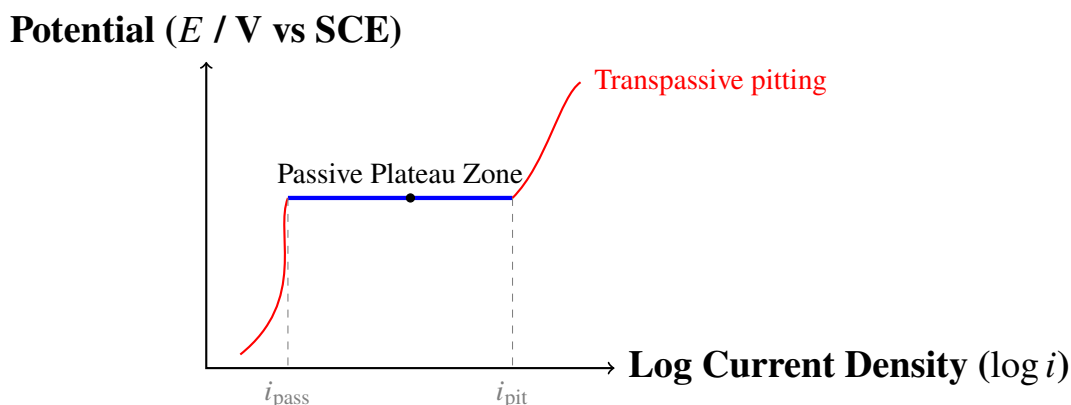 Potential (E / V vs SCE)
Transpassive pitting
Passive Plateau Zone
Log Current Density (log i)
i_pass
i_pit